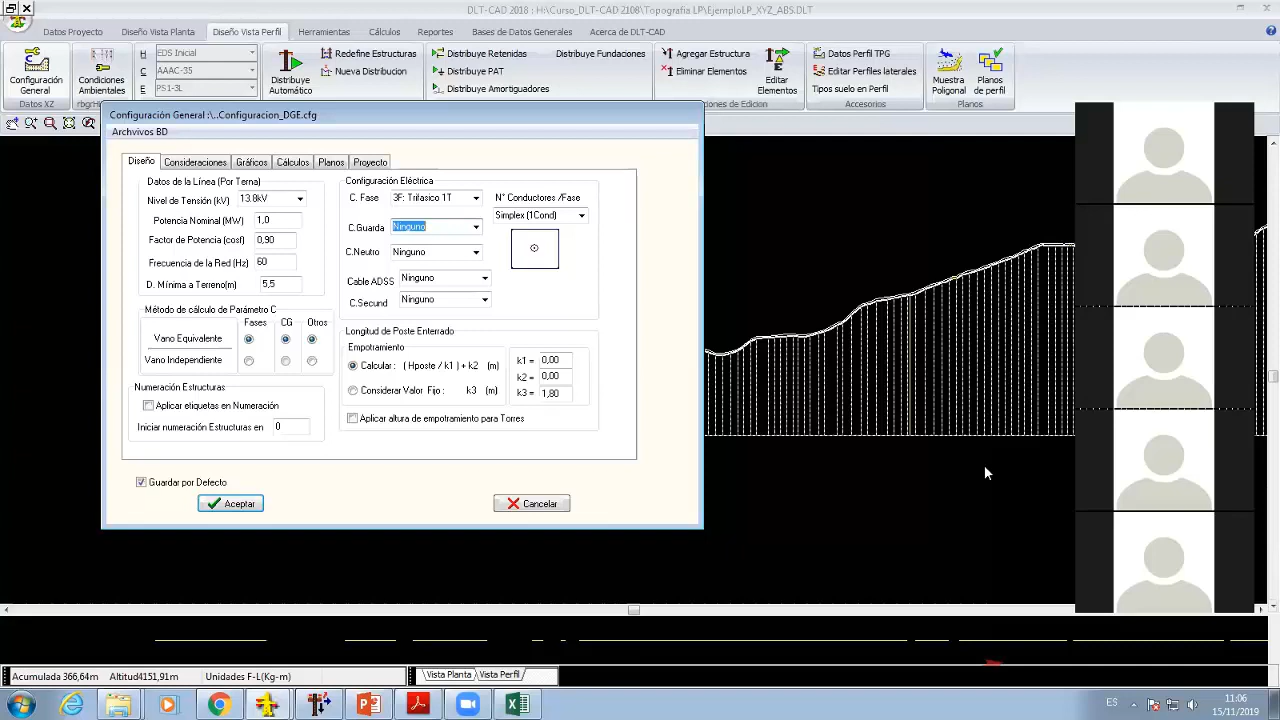 DLT-CAD 2018 : H:\Curso_DLT-CAD 2108\Topografia LP\EjemploLP_XYZ_ABS.DLT
Datos Proyecto Diseño Vista Planta Diseño Vista Perfil Herramientas Cálculos Reportes Bases de Datos Generales Acerca de DLT-CAD
EDS Inicial
AAAC-35
PS1-3L
Configuración General
Datos XZ
Condiciones Ambientales
Distribuye Automático
Redefine Estructuras
Nueva Distribucion
Distribuye Retenidas
Distribuye PAT
Distribuye Amortiguadores
Distribuye Fundaciones
Agregar Estructura
Eliminar Elementos
Editar Elementos
Datos Perfil TPG
Editar Perfiles laterales
Tipos suelo en Perfil
Accesorios
Muestra Poligonal
Planos de perfil
Planos
Configuración General :\..Configuracion_DGE.cfg
Archivos BD
Diseño Consideraciones Gráficos Cálculos Planos Proyecto
Datos de la Línea (Por Terna)
Nivel de Tensión (kV) 13.8kV
Potencia Nominal (MW) 1,0
Factor de Potencia (cosf) 0,90
Frecuencia de la Red (Hz) 60
D. Mínima a Terreno(m) 5,5
Método de cálculo de Parámetro C
Fases CG Otros
Vano Equivalente
Vano Independiente
Numeración Estructuras
Aplicar etiquetas en Numeración
Iniciar numeración Estructuras en 0
Configuración Eléctrica
C. Fase 3F: Trifasico 1T
C.Guarda Ninguno
C.Neutro Ninguno
Cable ADSS Ninguno
C.Secund Ninguno
N° Conductores /Fase
Simplex (1Cond)
Longitud de Poste Enterrado
Empotramiento
Calcular : ( Hposte / k1 ) + k2 (m)
Considerar Valor Fijo : k3 (m)
k1 = 0,00
k2 = 0,00
k3 = 1,80
Aplicar altura de empotramiento para Torres
Guardar por Defecto
Aceptar
Cancelar
Acumulada 366,64m Altitud4151,91m Unidades F-L(Kg-m)
Vista Planta Vista Perfil
ES
11:06
15/11/2019